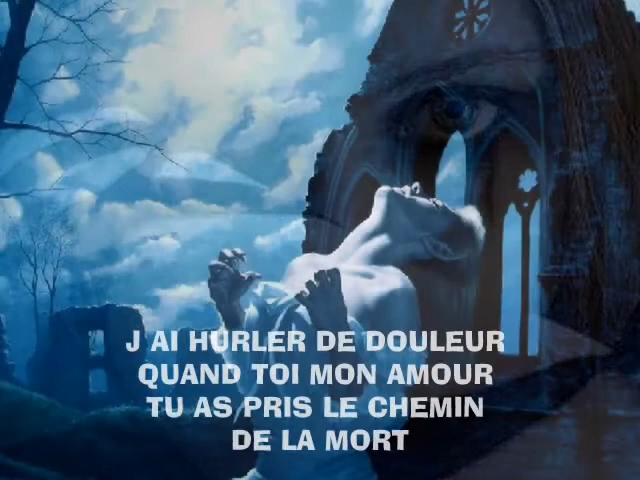 J AI HURLER DE DOULEUR
QUAND TOI MON AMOUR
TU AS PRIS LE CHEMIN
DE LA MORT